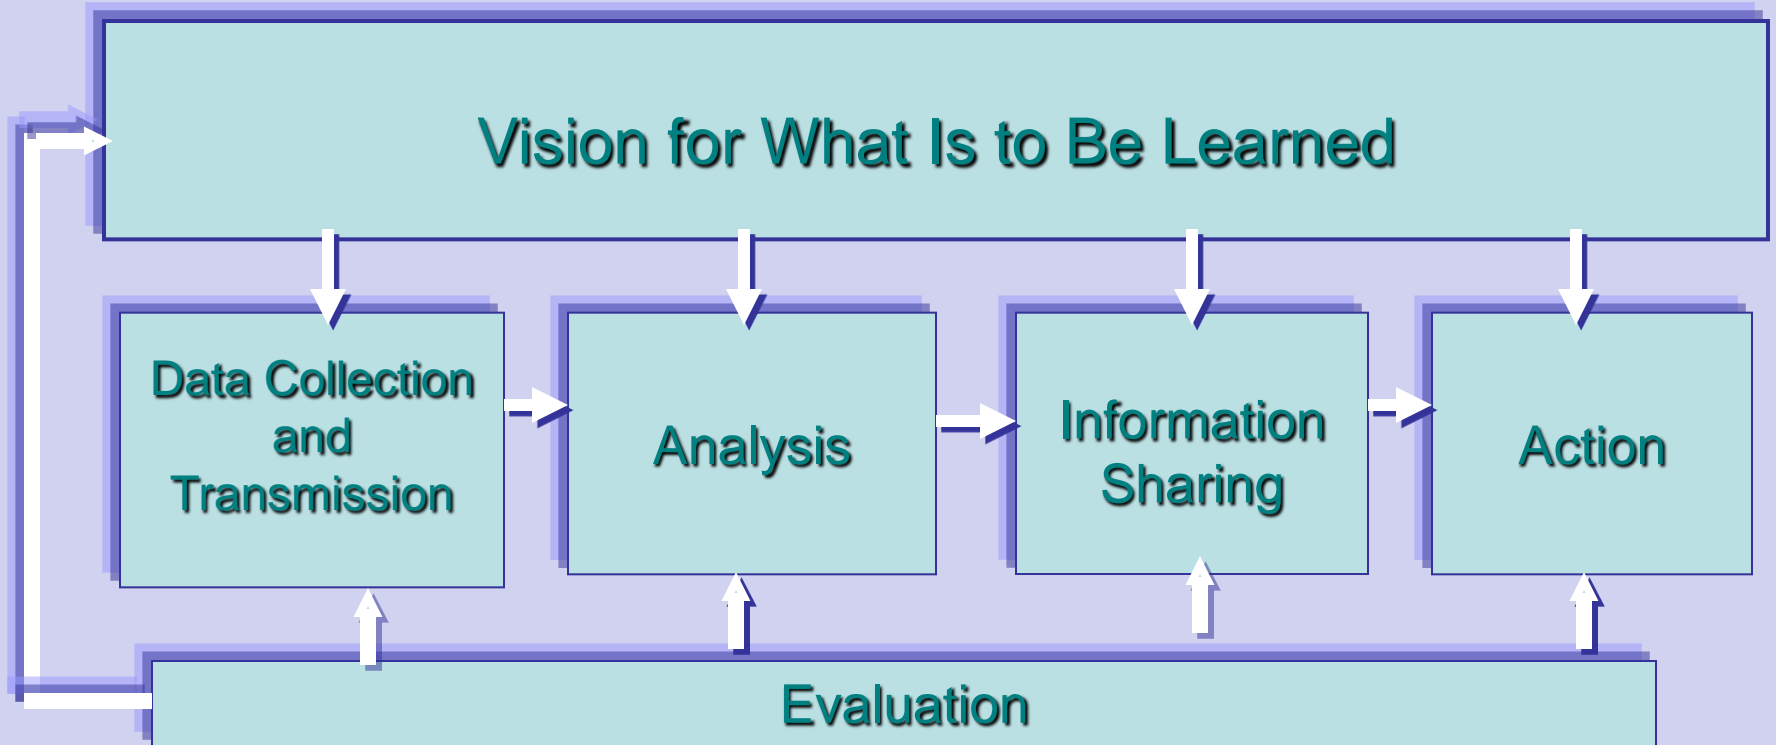 Vision for What Is to Be Learned
Data Collection
and
Transmission
Analysis
Information
Sharing
Action
Evaluation